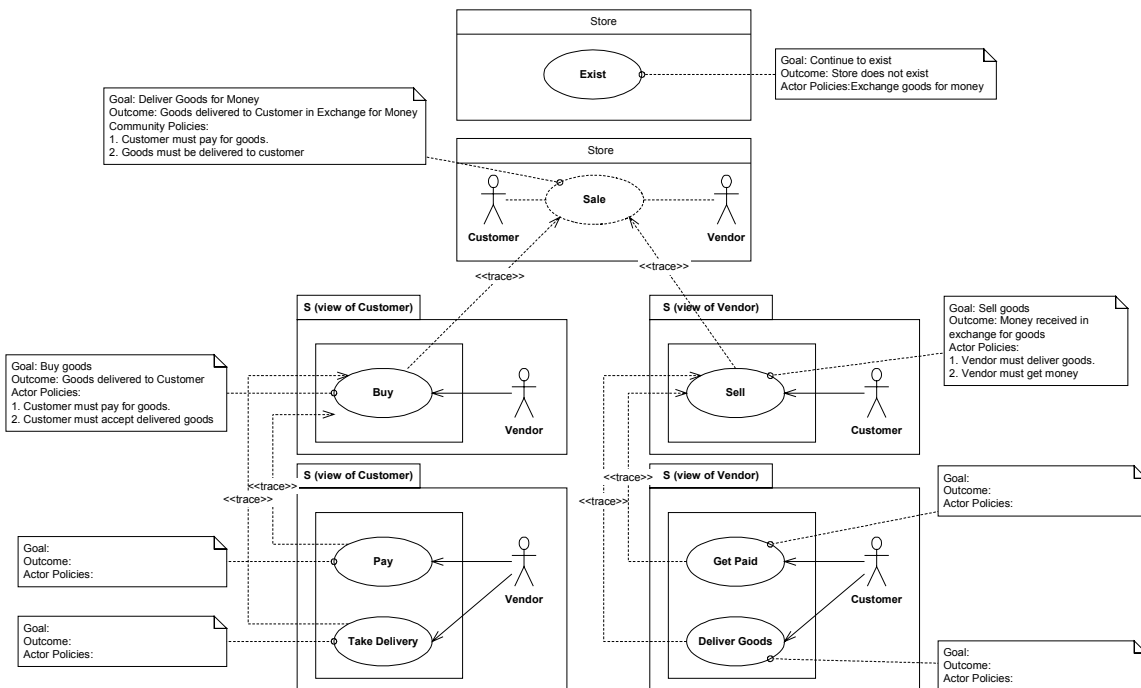 Store
Exist
Goal: Continue to exist
Outcome: Store does not exist
Actor Policies:Exchange goods for money
Goal: Deliver Goods for Money
Outcome: Goods delivered to Customer in Exchange for Money
Community Policies:
1. Customer must pay for goods.
2. Goods must be delivered to customer
Store
Sale
Customer
Vendor
<<trace>>
<<trace>>
S (view of Customer)
Buy
Vendor
Goal: Buy goods
Outcome: Goods delivered to Customer
Actor Policies:
1. Customer must pay for goods.
2. Customer must accept delivered goods
S (view of Vendor)
Sell
Customer
Goal: Sell goods
Outcome: Money received in
exchange for goods
Actor Policies:
1. Vendor must deliver goods.
2. Vendor must get money
<<trace>>
<<trace>>
<<trace>>
<<trace>>
S (view of Customer)
Pay
Vendor
Take Delivery
Goal:
Outcome:
Actor Policies:
Goal:
Outcome:
Actor Policies:
S (view of Vendor)
Get Paid
Customer
Deliver Goods
Goal:
Outcome:
Actor Policies:
Goal:
Outcome:
Actor Policies: